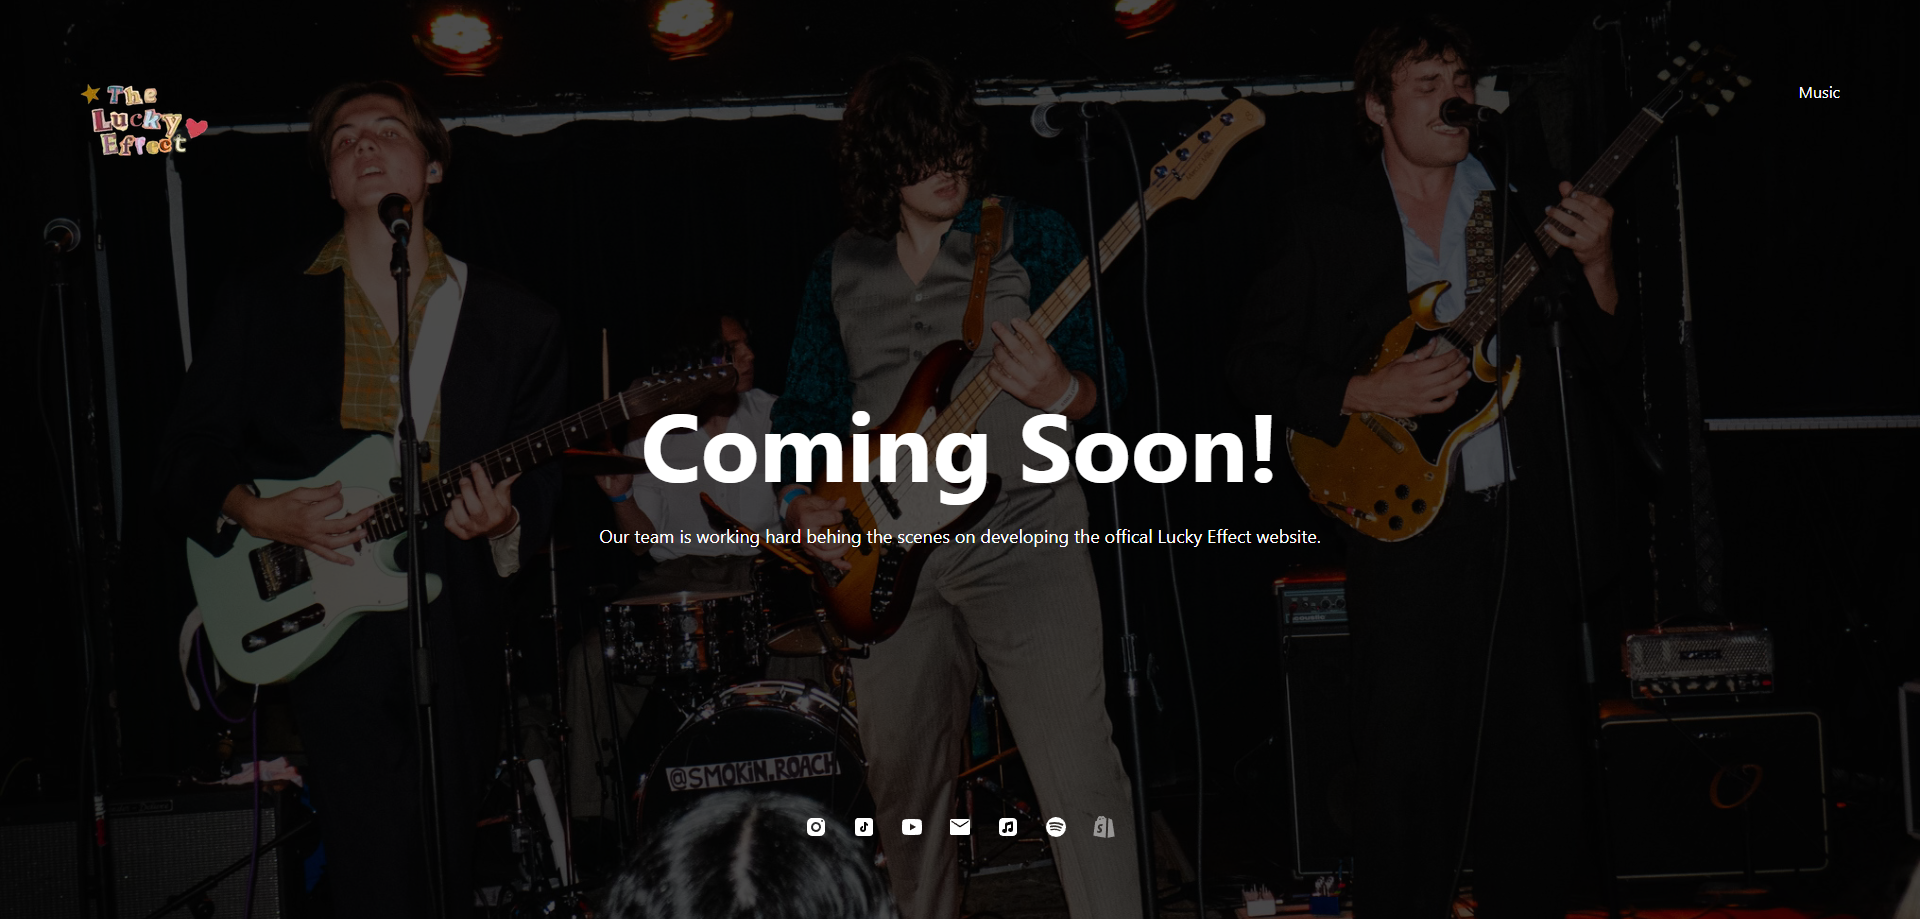 The
Lucky
Effect
Music
Coming Soon!
Our team is working hard behing the scenes on developing the offical Lucky Effect website.
@SMOKiN.ROACH